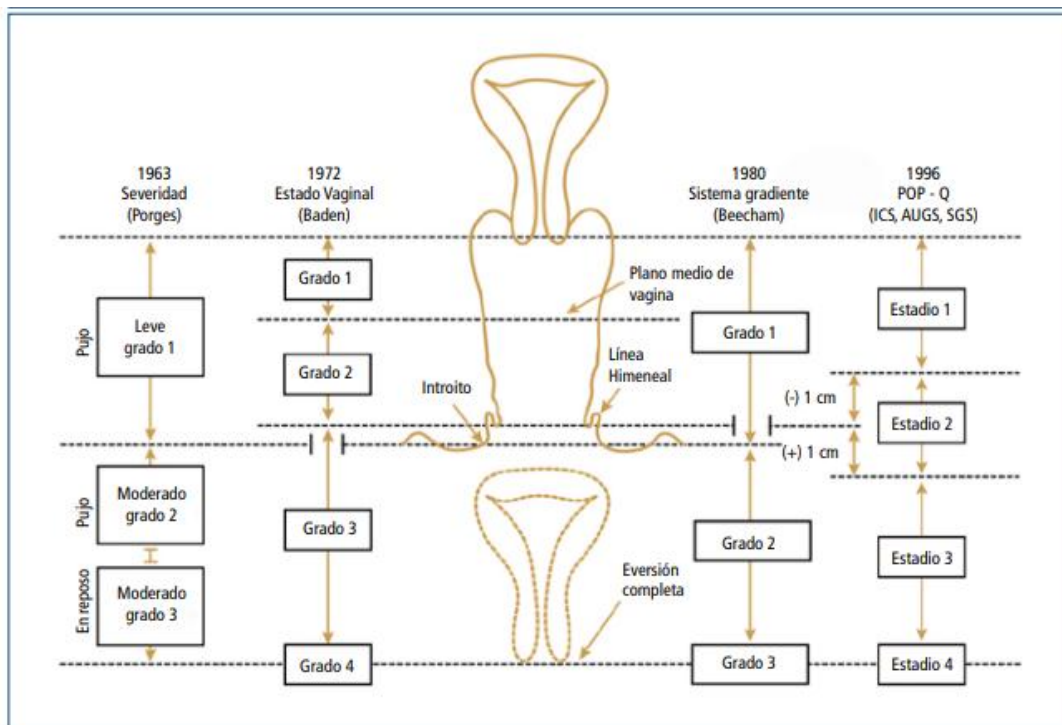 1963
Severidad
(Porges)
1972
Estado Vaginal
(Baden)
1980
Sistema gradiente
(Beecham)
1996
POP - Q
(ICS, AUGS, SGS)
Pujo
Leve
grado 1
Grado 1
Grado 2
Plano medio de
vagina
Línea
Himeneal
Introito
Grado 1
Estadio 1
(-) 1 cm
Estadio 2
(+) 1 cm
Pujo
Moderado
grado 2
En reposo
Moderado
grado 3
Grado 3
Grado 4
Eversión
completa
Grado 2
Grado 3
Estadio 3
Estadio 4